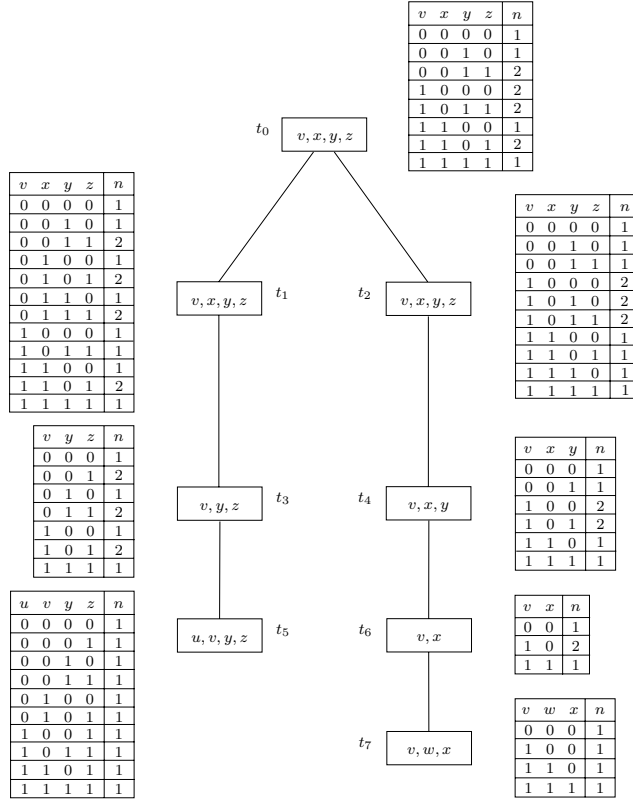 v x y z n
0 0 0 0 1
0 0 1 0 1
0 0 1 1 2
1 0 0 0 2
1 0 1 1 2
1 1 0 0 1
1 1 0 1 2
1 1 1 1 1
t0 v, x, y, z
v x y z n
0 0 0 0 1
0 0 1 0 1
0 0 1 1 2
0 1 0 0 1
0 1 0 1 2
0 1 1 0 1
0 1 1 1 2
1 0 0 0 1
1 0 1 1 1
1 1 0 0 1
1 1 0 1 2
1 1 1 1 1
v, x, y, z t1
t2 v, x, y, z
v x y z n
0 0 0 0 1
0 0 1 0 1
0 0 1 1 1
1 0 0 0 2
1 0 1 0 2
1 0 1 1 2
1 1 0 0 1
1 1 0 1 1
1 1 1 0 1
1 1 1 1 1
v y z n
0 0 0 1
0 0 1 2
0 1 0 1
0 1 1 2
1 0 0 1
1 0 1 2
1 1 1 1
v, y, z t3
t4 v, x, y
v x y n
0 0 0 1
0 0 1 1
1 0 0 2
1 0 1 2
1 1 0 1
1 1 1 1
u v y z n
0 0 0 0 1
0 0 0 1 1
0 0 1 0 1
0 0 1 1 1
0 1 0 0 1
0 1 0 1 1
1 0 0 1 1
1 0 1 1 1
1 1 0 1 1
1 1 1 1 1
u, v, y, z t5
t6 v, x
v x n
0 0 1
1 0 2
1 1 1
t7 v, w, x
v w x n
0 0 0 1
1 0 0 1
1 1 0 1
1 1 1 1